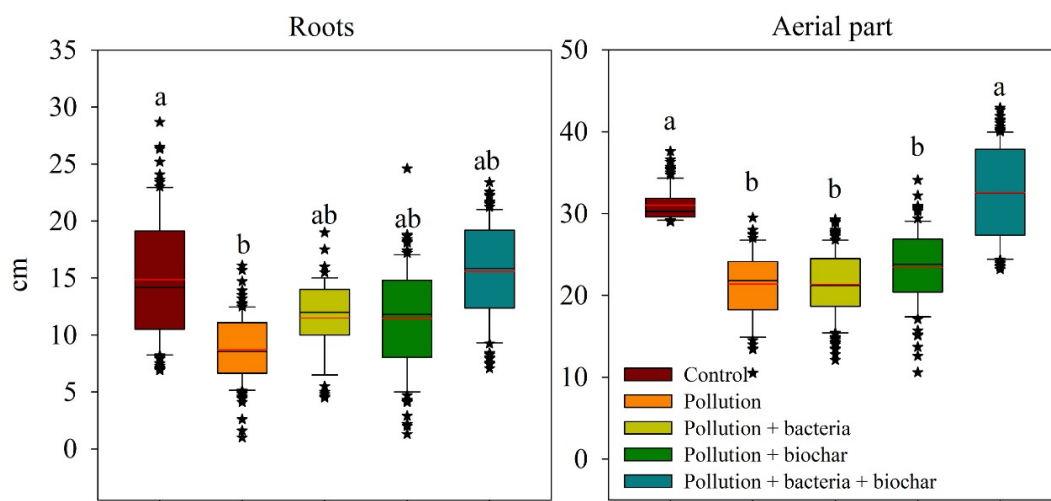 Roots
Aerial part
cm
35
30
25
20
15
10
5
0
a
b
ab
ab
ab
50
40
30
20
10
0
a
b
b
b
a
Control
Pollution
Pollution + bacteria
Pollution + biochar
Pollution + bacteria + biochar